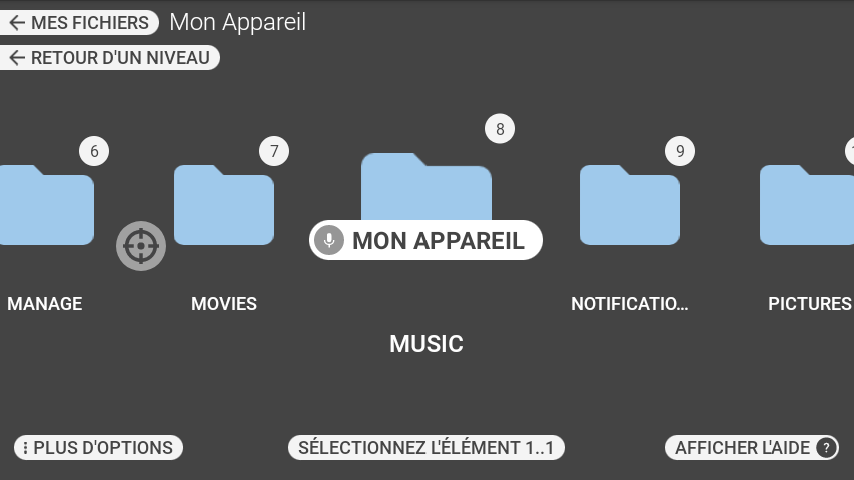 MES FICHIERS Mon Appareil
RETOUR D'UN NIVEAU
6 7 8 9
MON APPAREIL
MANAGE MOVIES NOTIFICATIO... PICTURES
MUSIC
PLUS D'OPTIONS SÉLECTIONNEZ L'ÉLÉMENT 1..1 AFFICHER L'AIDE ?